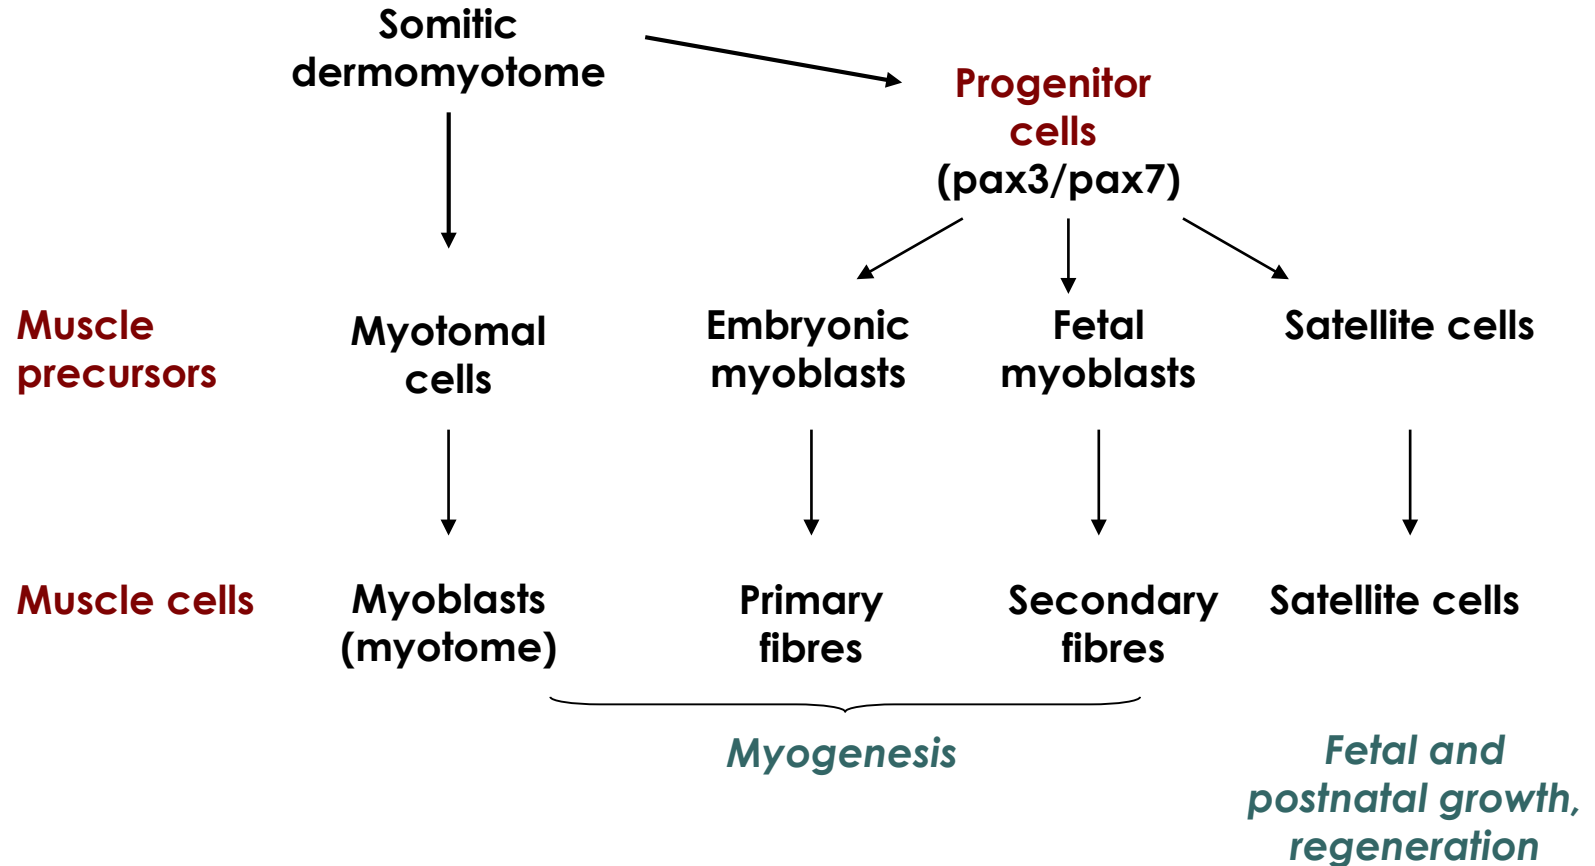 Somitic
dermomyotome
Progenitor
cells
(pax3/pax7)
Muscle
precursors
Myotomal
cells
Embryonic
myoblasts
Fetal
myoblasts
Satellite cells
Muscle cells
Myoblasts
(myotome)
Primary
fibres
Secondary
fibres
Satellite cells
Myogenesis
Fetal and
postnatal growth,
regeneration